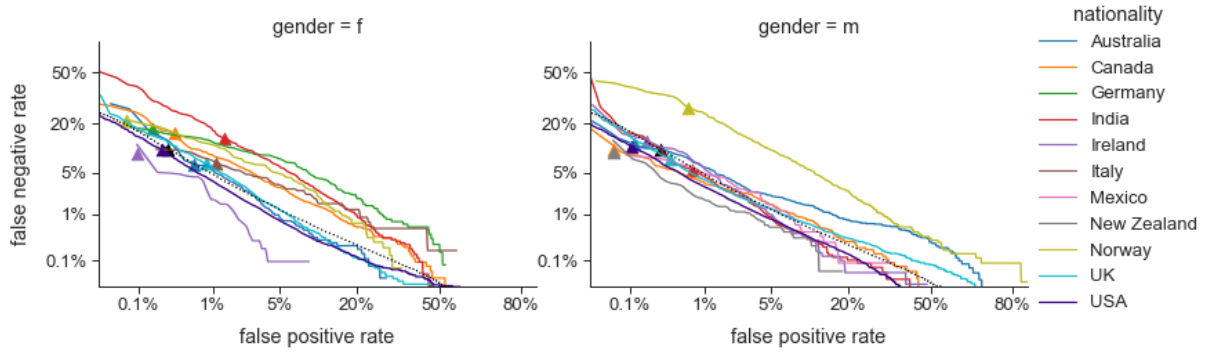 gender = f
50%
20%
5%
1%
0.1%
false negative rate
0.1% 1% 5% 20% 50% 80%
false positive rate
gender = m
50%
20%
5%
1%
0.1%
0.1% 1% 5% 20% 50% 80%
false positive rate
nationality
Australia
Canada
Germany
India
Ireland
Italy
Mexico
New Zealand
Norway
UK
USA